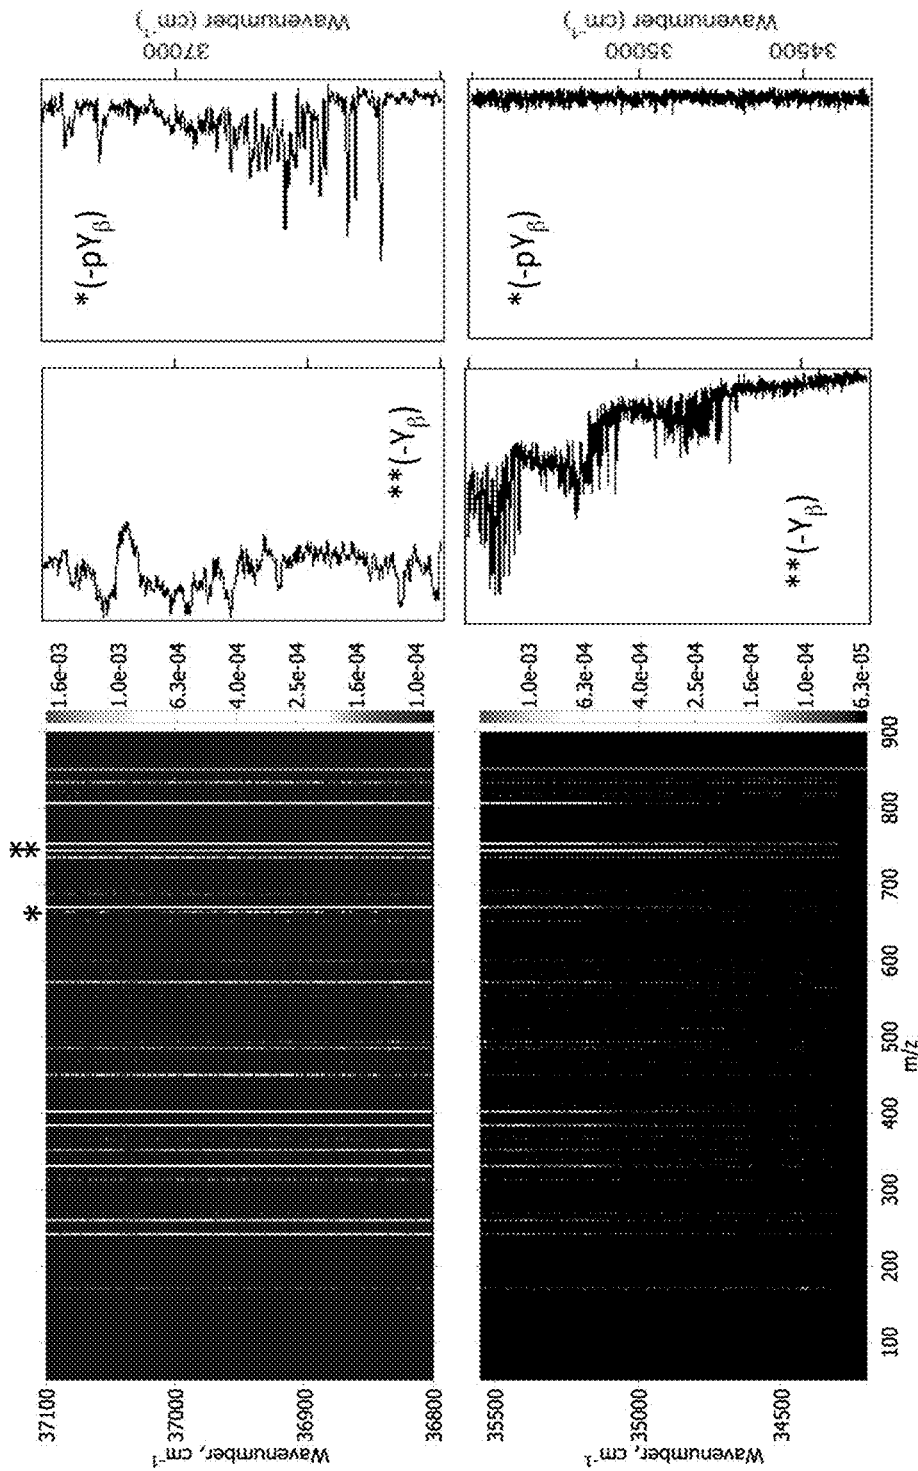 37100
37000
36900
36800
Wavenumber, cm⁻¹
*
**
1.6e-03
1.0e-03
6.3e-04
4.0e-04
2.5e-04
1.6e-04
1.0e-04
**(-Yβ)
*(-pYβ)
37000
Wavenumber (cm⁻¹)
35500
35000
34500
Wavenumber, cm⁻¹
100
200
300
400
500
600
700
800
900
m/z
1.0e-03
6.3e-04
4.0e-04
2.5e-04
1.6e-04
1.0e-04
6.3e-05
**(-Yβ)
*(-pYβ)
35000
34500
Wavenumber (cm⁻¹)